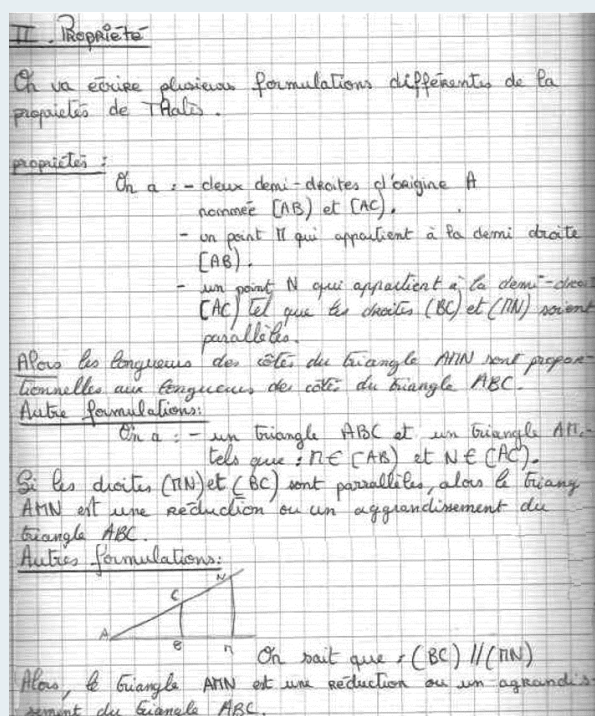 II. Propriété
On va écrire plusieurs formulations différentes de la
propriétés de Thalès.
propriétés :
On a : - deux demi-droites d'origine A
nommée [AB) et [AC).
- un point M qui appartient à la demi droite
[AB).
- un point N qui appartient à la demi-droi
[AC) tel que les droites (BC) et (MN) soient
parallèles.
Alors les longueurs des côtés du triangle AMN sont propor-
tionnelles aux longueurs des côtés du triangle ABC.
Autre formulations :
On a : - un triangle ABC et un triangle AM
tels que : M ∈ [AB) et N ∈ [AC).
Si les droites (MN) et (BC) sont parralléles, alors le triang
AMN est une réduction ou un aggrandissement du
triangle ABC.
Autres formulations :
N
C
A
B M
On sait que : (BC) // (MN)
Alors, le triangle AMN est une réduction ou un agrandis-
sement du triangle ABC.